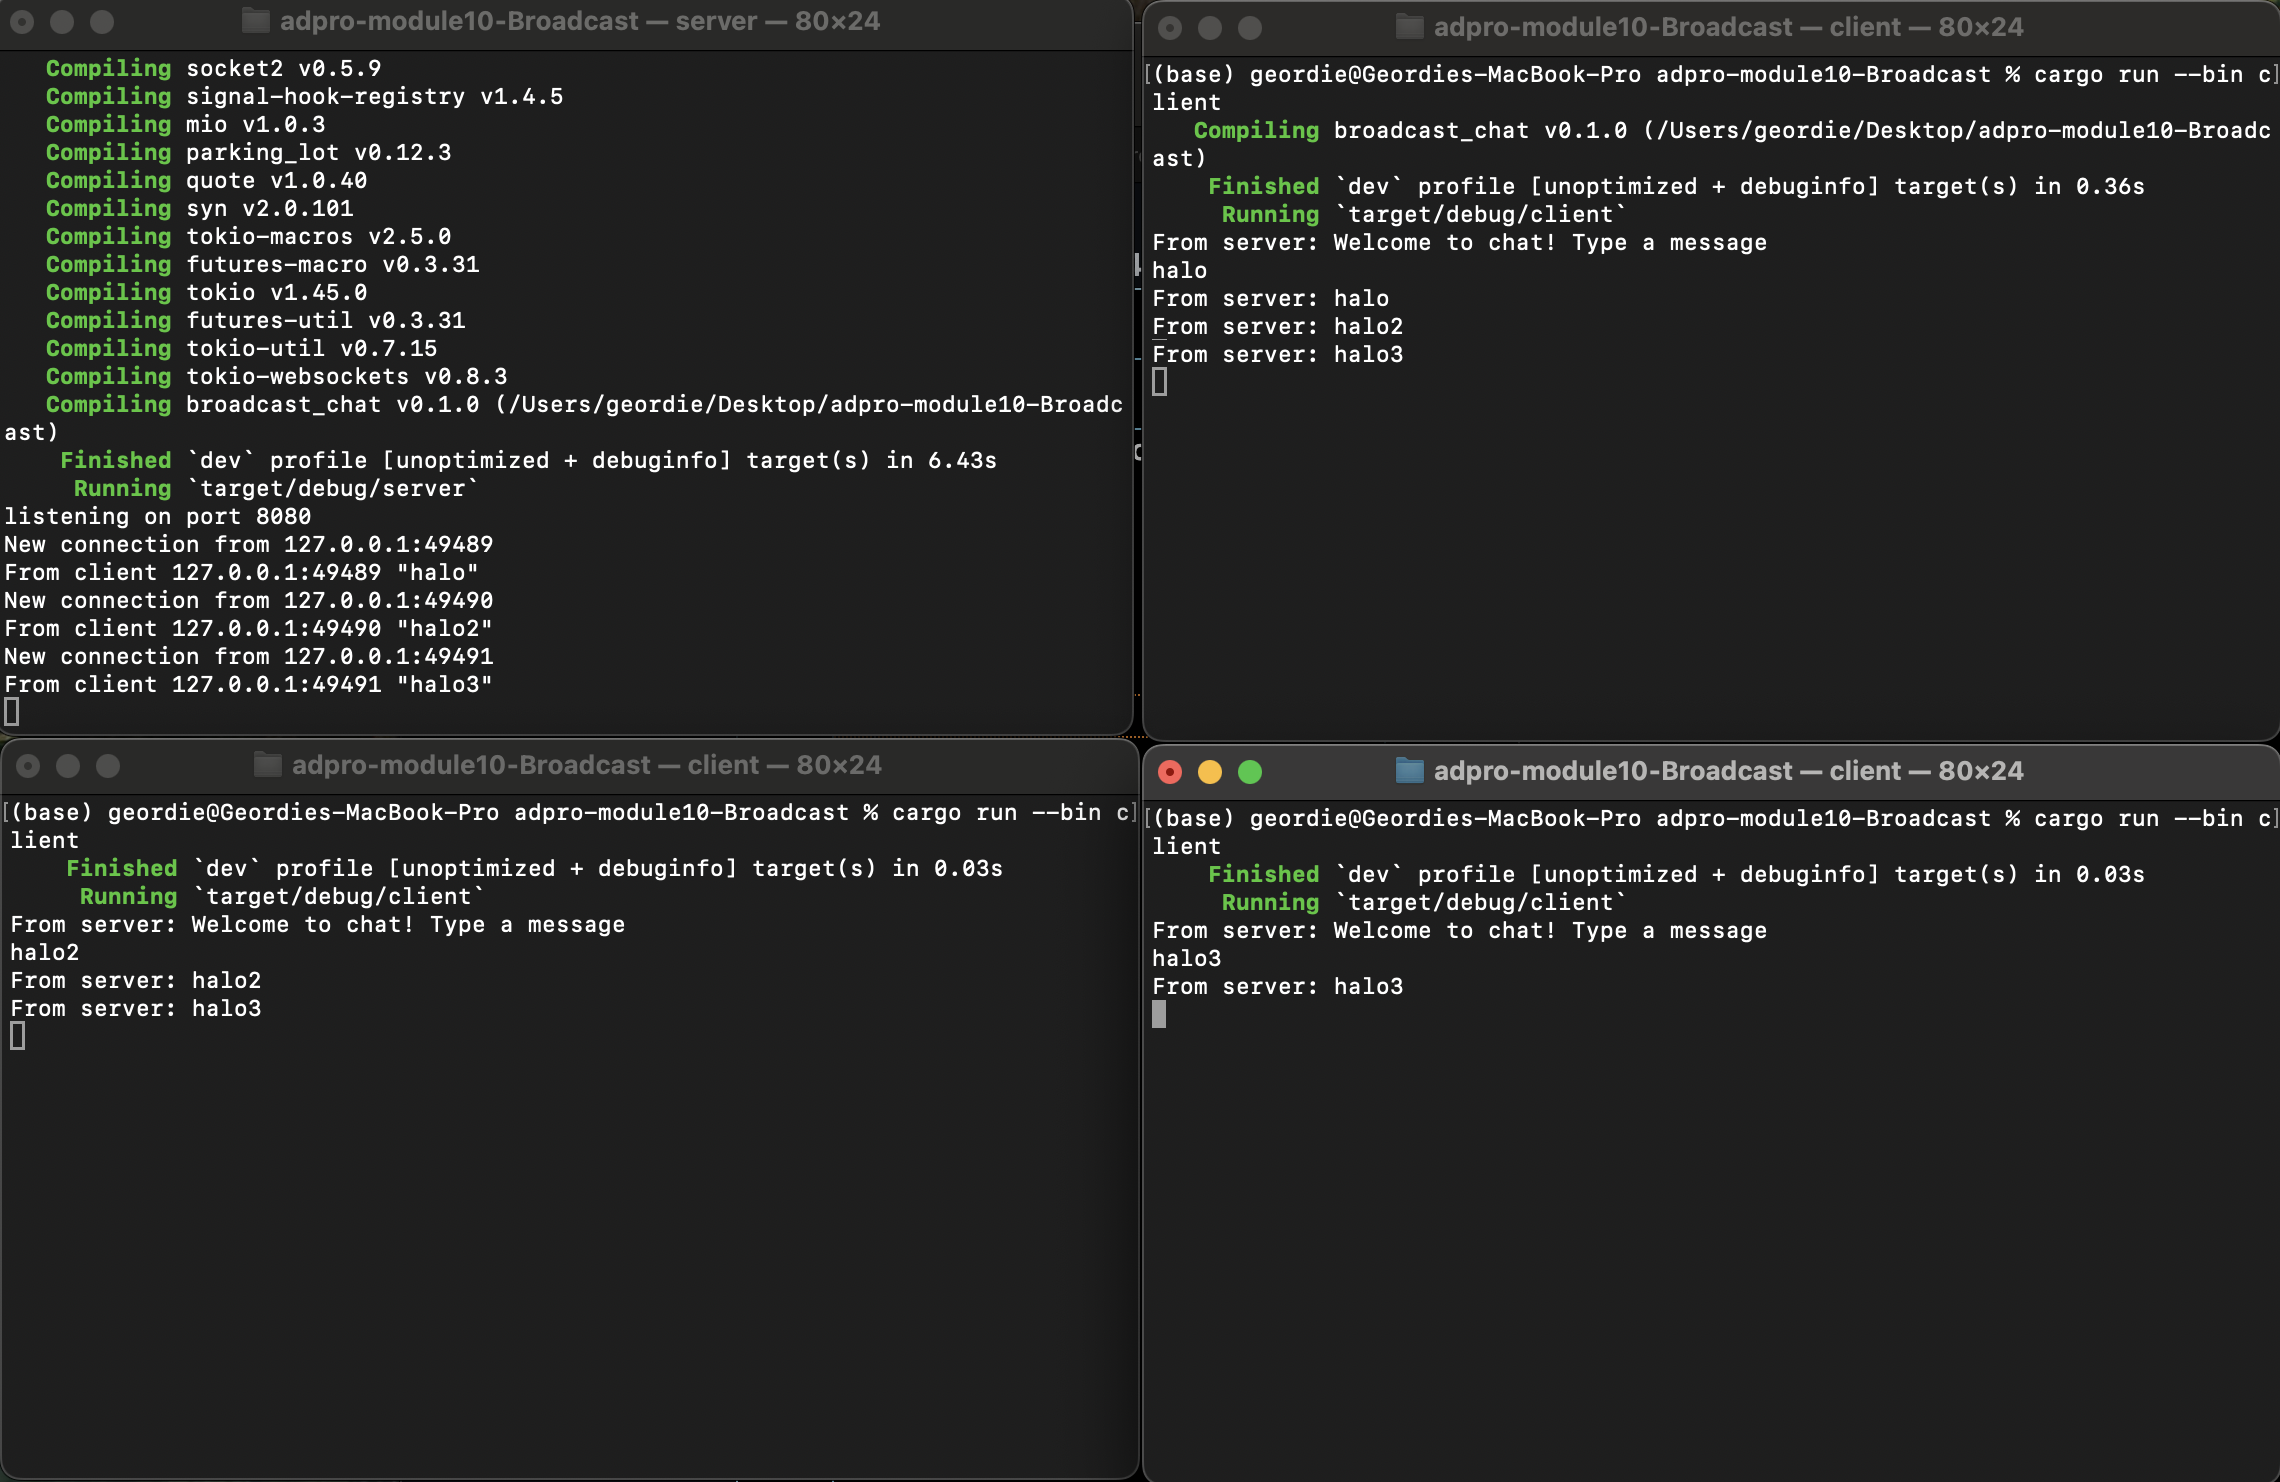 adpro-module10-Broadcast — server — 80×24
Compiling socket2 v0.5.9
Compiling signal-hook-registry v1.4.5
Compiling mio v1.0.3
Compiling parking_lot v0.12.3
Compiling quote v1.0.40
Compiling syn v2.0.101
Compiling tokio-macros v2.5.0
Compiling futures-macro v0.3.31
Compiling tokio v1.45.0
Compiling futures-util v0.3.31
Compiling tokio-util v0.7.15
Compiling tokio-websockets v0.8.3
Compiling broadcast_chat v0.1.0 (/Users/geordie/Desktop/adpro-module10-Broadc
ast)
Finished `dev` profile [unoptimized + debuginfo] target(s) in 6.43s
Running `target/debug/server`
listening on port 8080
New connection from 127.0.0.1:49489
From client 127.0.0.1:49489 "halo"
New connection from 127.0.0.1:49490
From client 127.0.0.1:49490 "halo2"
New connection from 127.0.0.1:49491
From client 127.0.0.1:49491 "halo3"
adpro-module10-Broadcast — client — 80×24
[(base) geordie@Geordies-MacBook-Pro adpro-module10-Broadcast % cargo run --bin c]
lient
Compiling broadcast_chat v0.1.0 (/Users/geordie/Desktop/adpro-module10-Broadc
ast)
Finished `dev` profile [unoptimized + debuginfo] target(s) in 0.36s
Running `target/debug/client`
From server: Welcome to chat! Type a message
halo
From server: halo
From server: halo2
From server: halo3
adpro-module10-Broadcast — client — 80×24
[(base) geordie@Geordies-MacBook-Pro adpro-module10-Broadcast % cargo run --bin c]
lient
Finished `dev` profile [unoptimized + debuginfo] target(s) in 0.03s
Running `target/debug/client`
From server: Welcome to chat! Type a message
halo2
From server: halo2
From server: halo3
adpro-module10-Broadcast — client — 80×24
[(base) geordie@Geordies-MacBook-Pro adpro-module10-Broadcast % cargo run --bin c]
lient
Finished `dev` profile [unoptimized + debuginfo] target(s) in 0.03s
Running `target/debug/client`
From server: Welcome to chat! Type a message
halo3
From server: halo3